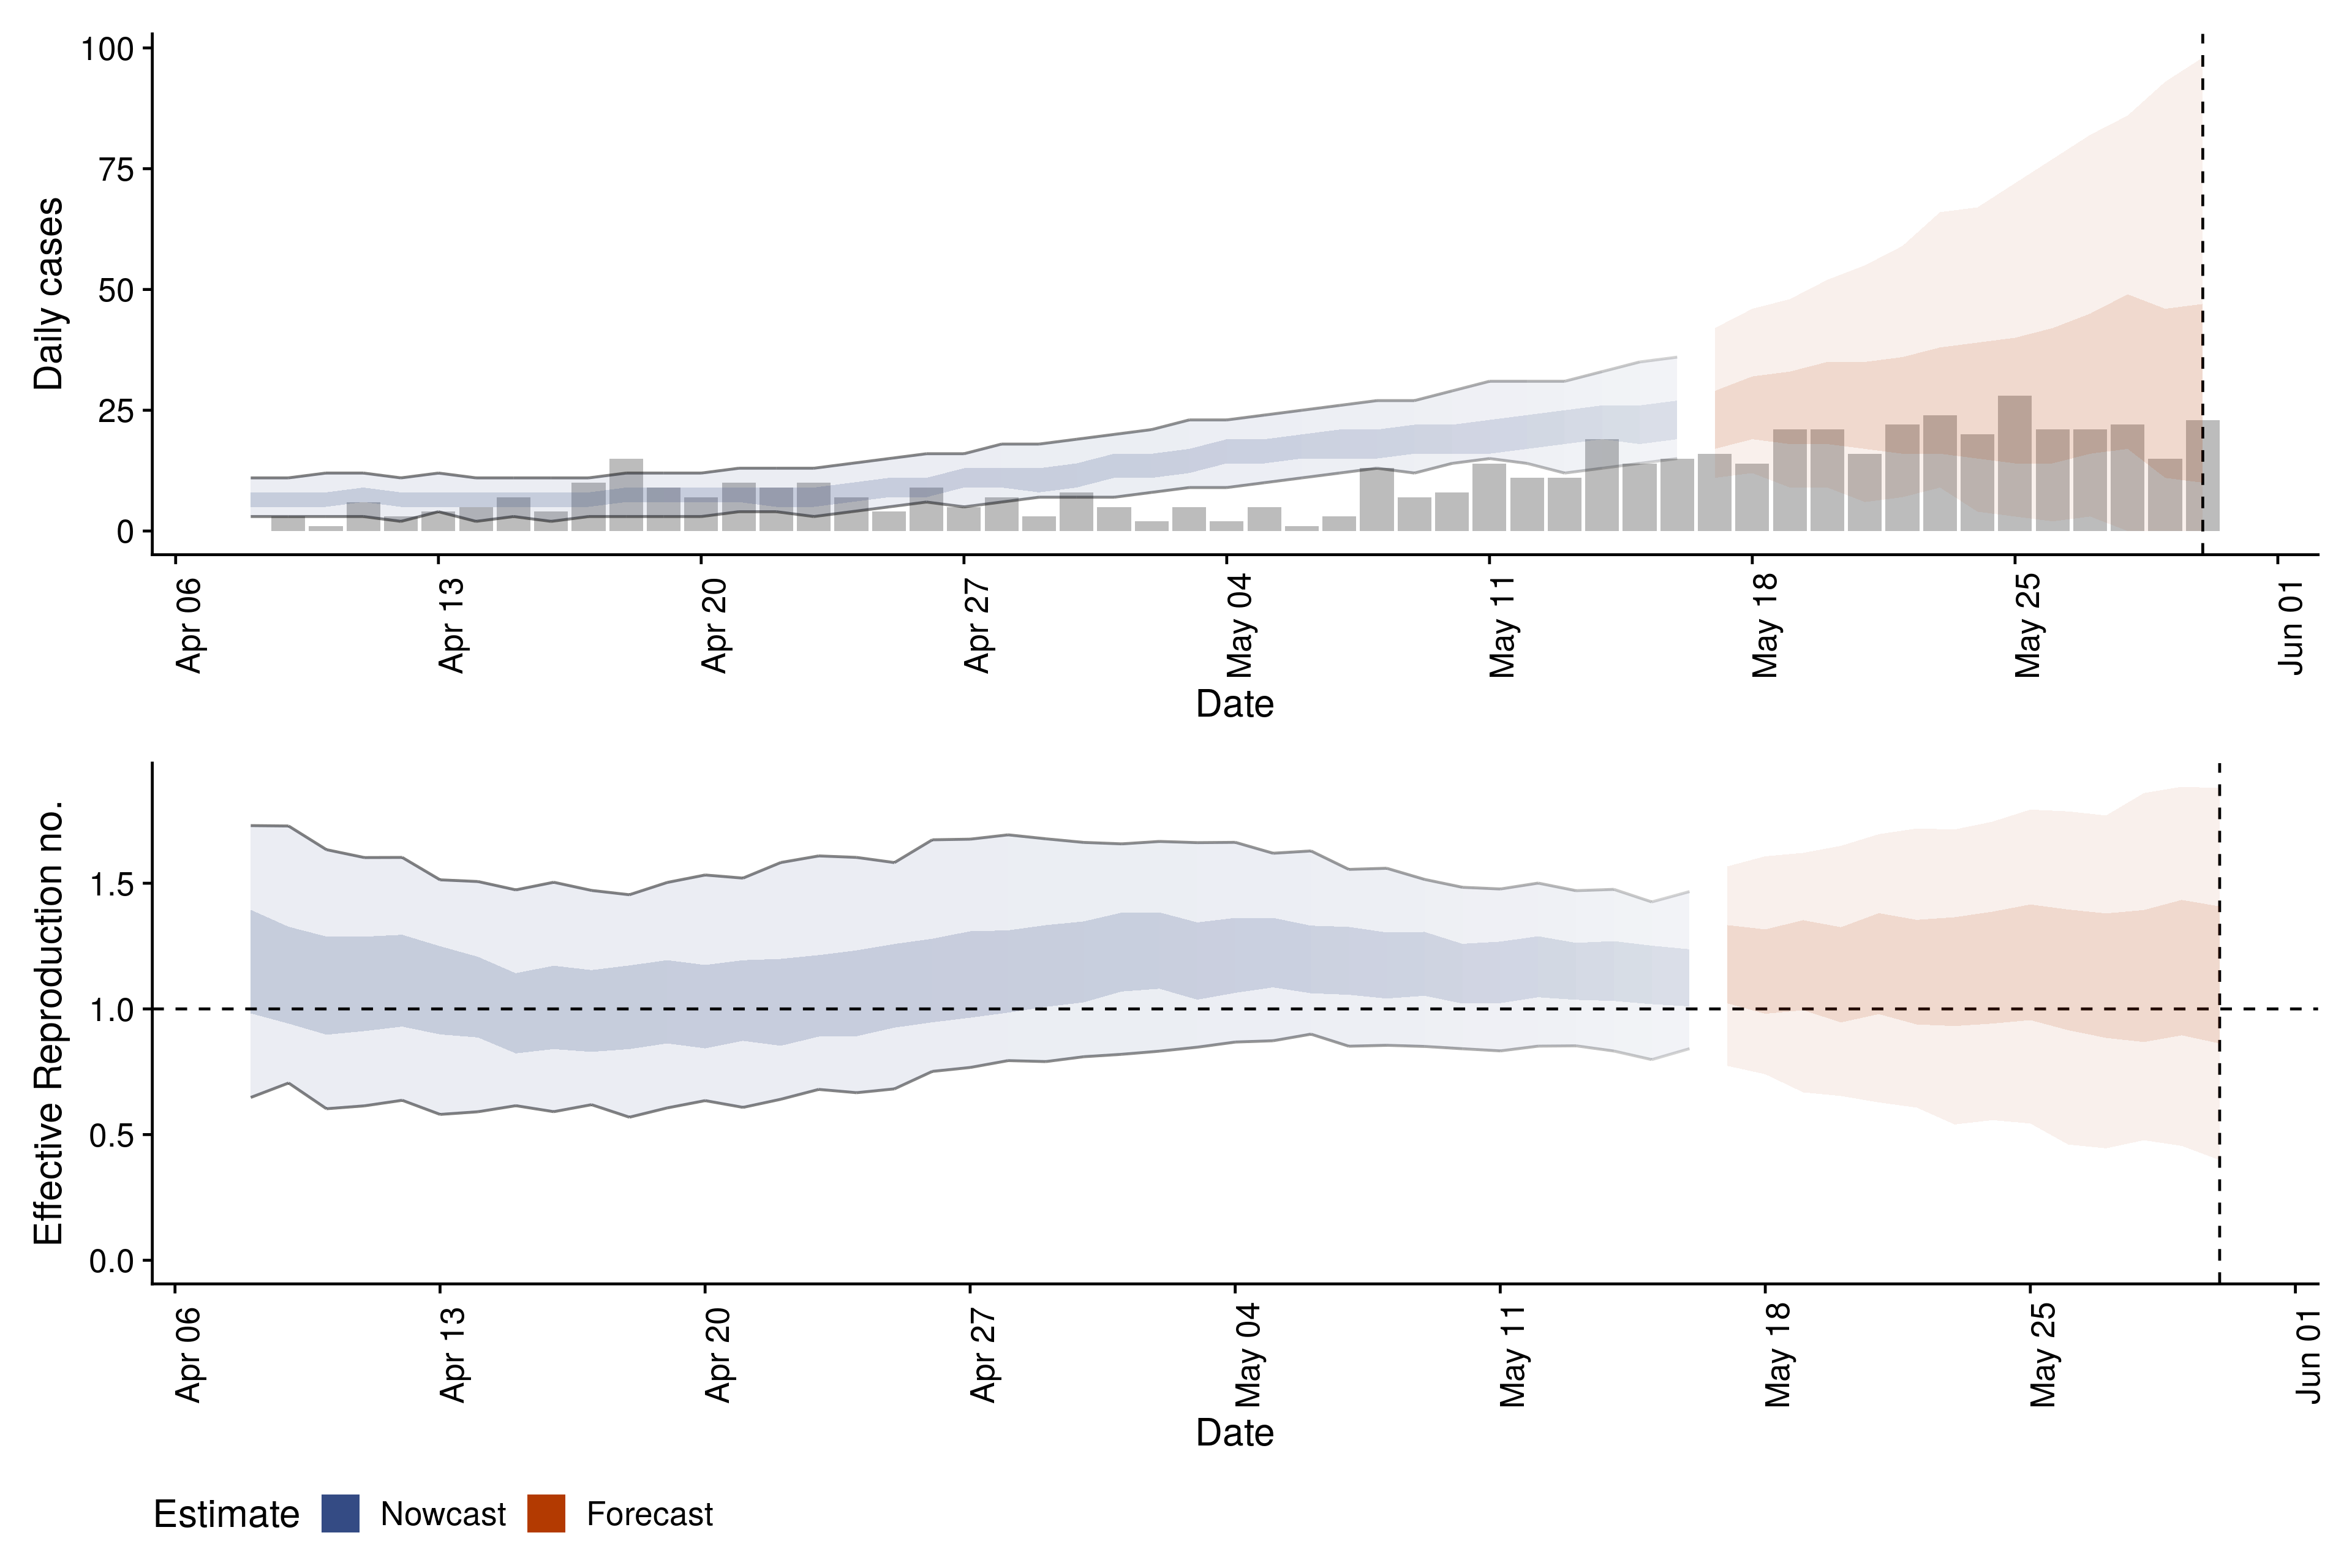 Daily cases
100
75
50
25
0
Apr 06
Apr 13
Apr 20
Apr 27
May 04
May 11
May 18
May 25
Jun 01
Date
Effective Reproduction no.
1.5
1.0
0.5
0.0
Apr 06
Apr 13
Apr 20
Apr 27
May 04
May 11
May 18
May 25
Jun 01
Date
Estimate Nowcast Forecast